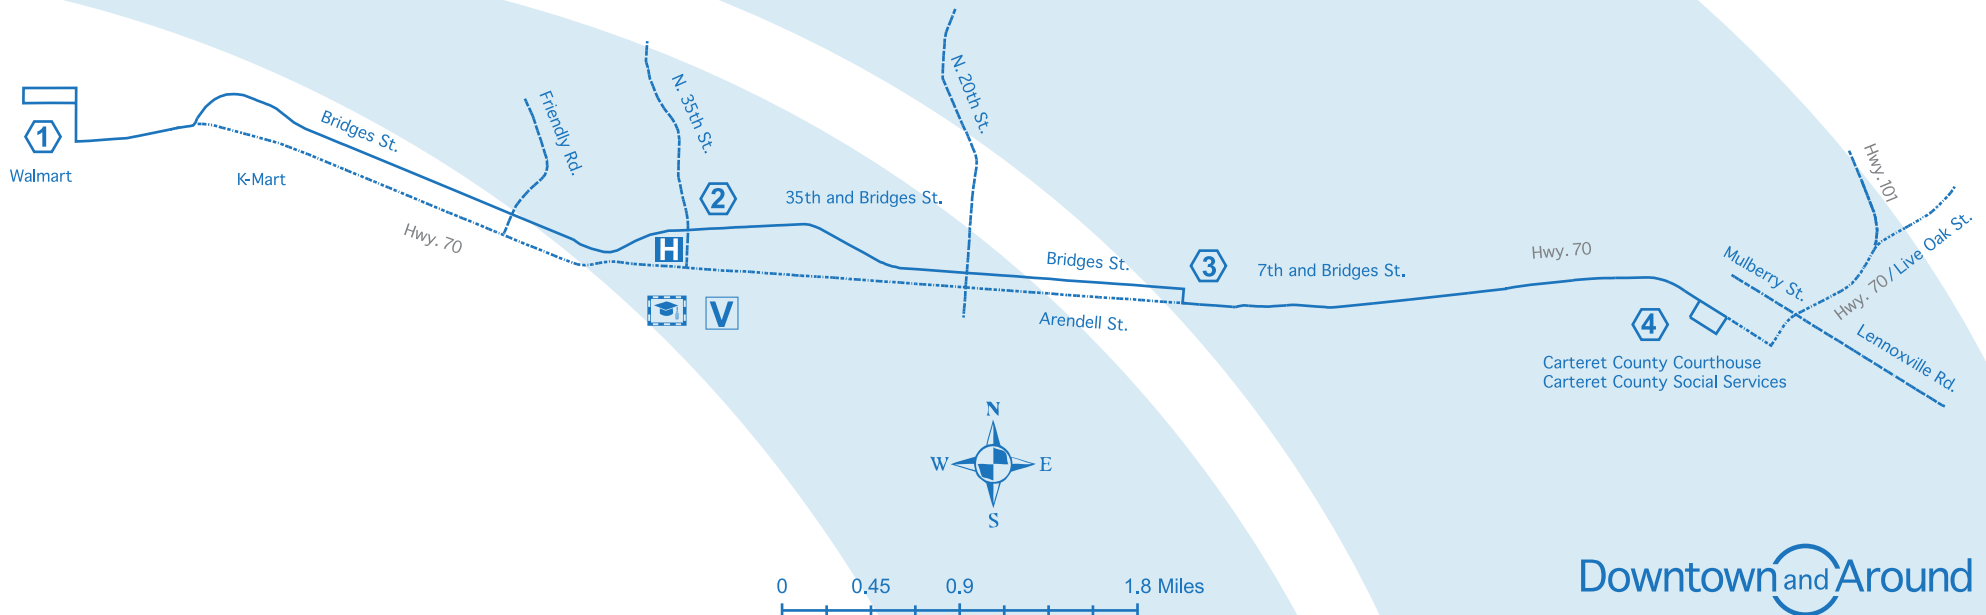 1
Walmart
K-Mart
Bridges St.
Hwy. 70
Friendly Rd.
N. 35th St.
2
35th and Bridges St.
H
V
N. 20th St.
Bridges St.
3
7th and Bridges St.
Arendell St.
Hwy. 70
4
Carteret County Courthouse
Carteret County Social Services
Mulberry St.
Hwy. 101
Hwy. 70 / Live Oak St.
Lennoxville Rd.
N
W E
S
0 0.45 0.9 1.8 Miles
Downtown and Around